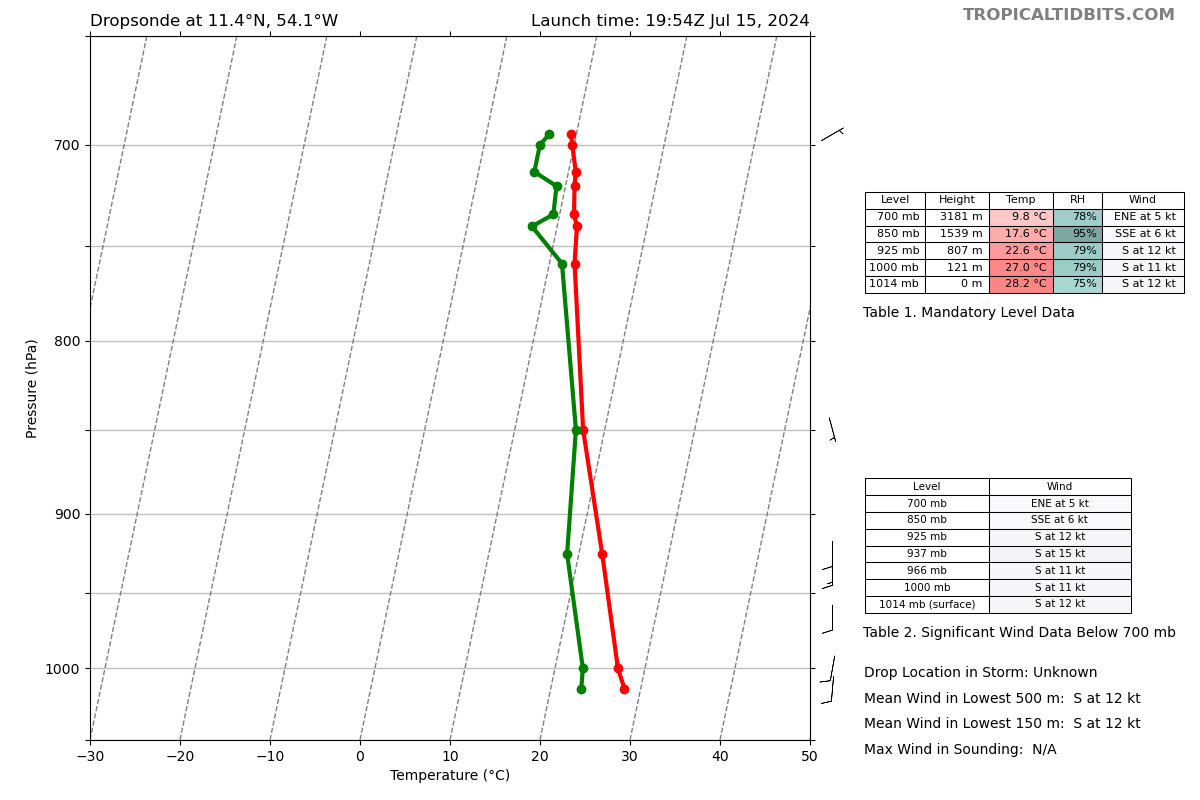 Dropsonde at 11.4°N, 54.1°W
Launch time: 19:54Z Jul 15, 2024
TROPICALTIDBITS.COM
700
800
900
1000
Pressure (hPa)
−30 −20 −10 0 10 20 30 40 50
Temperature (°C)
Level Height Temp RH Wind
700 mb 3181 m 9.8 °C 78% ENE at 5 kt
850 mb 1539 m 17.6 °C 95% SSE at 6 kt
925 mb 807 m 22.6 °C 79% S at 12 kt
1000 mb 121 m 27.0 °C 79% S at 11 kt
1014 mb 0 m 28.2 °C 75% S at 12 kt
Table 1. Mandatory Level Data
Level Wind
700 mb ENE at 5 kt
850 mb SSE at 6 kt
925 mb S at 12 kt
937 mb S at 15 kt
966 mb S at 11 kt
1000 mb S at 11 kt
1014 mb (surface) S at 12 kt
Table 2. Significant Wind Data Below 700 mb
Drop Location in Storm: Unknown
Mean Wind in Lowest 500 m: S at 12 kt
Mean Wind in Lowest 150 m: S at 12 kt
Max Wind in Sounding: N/A